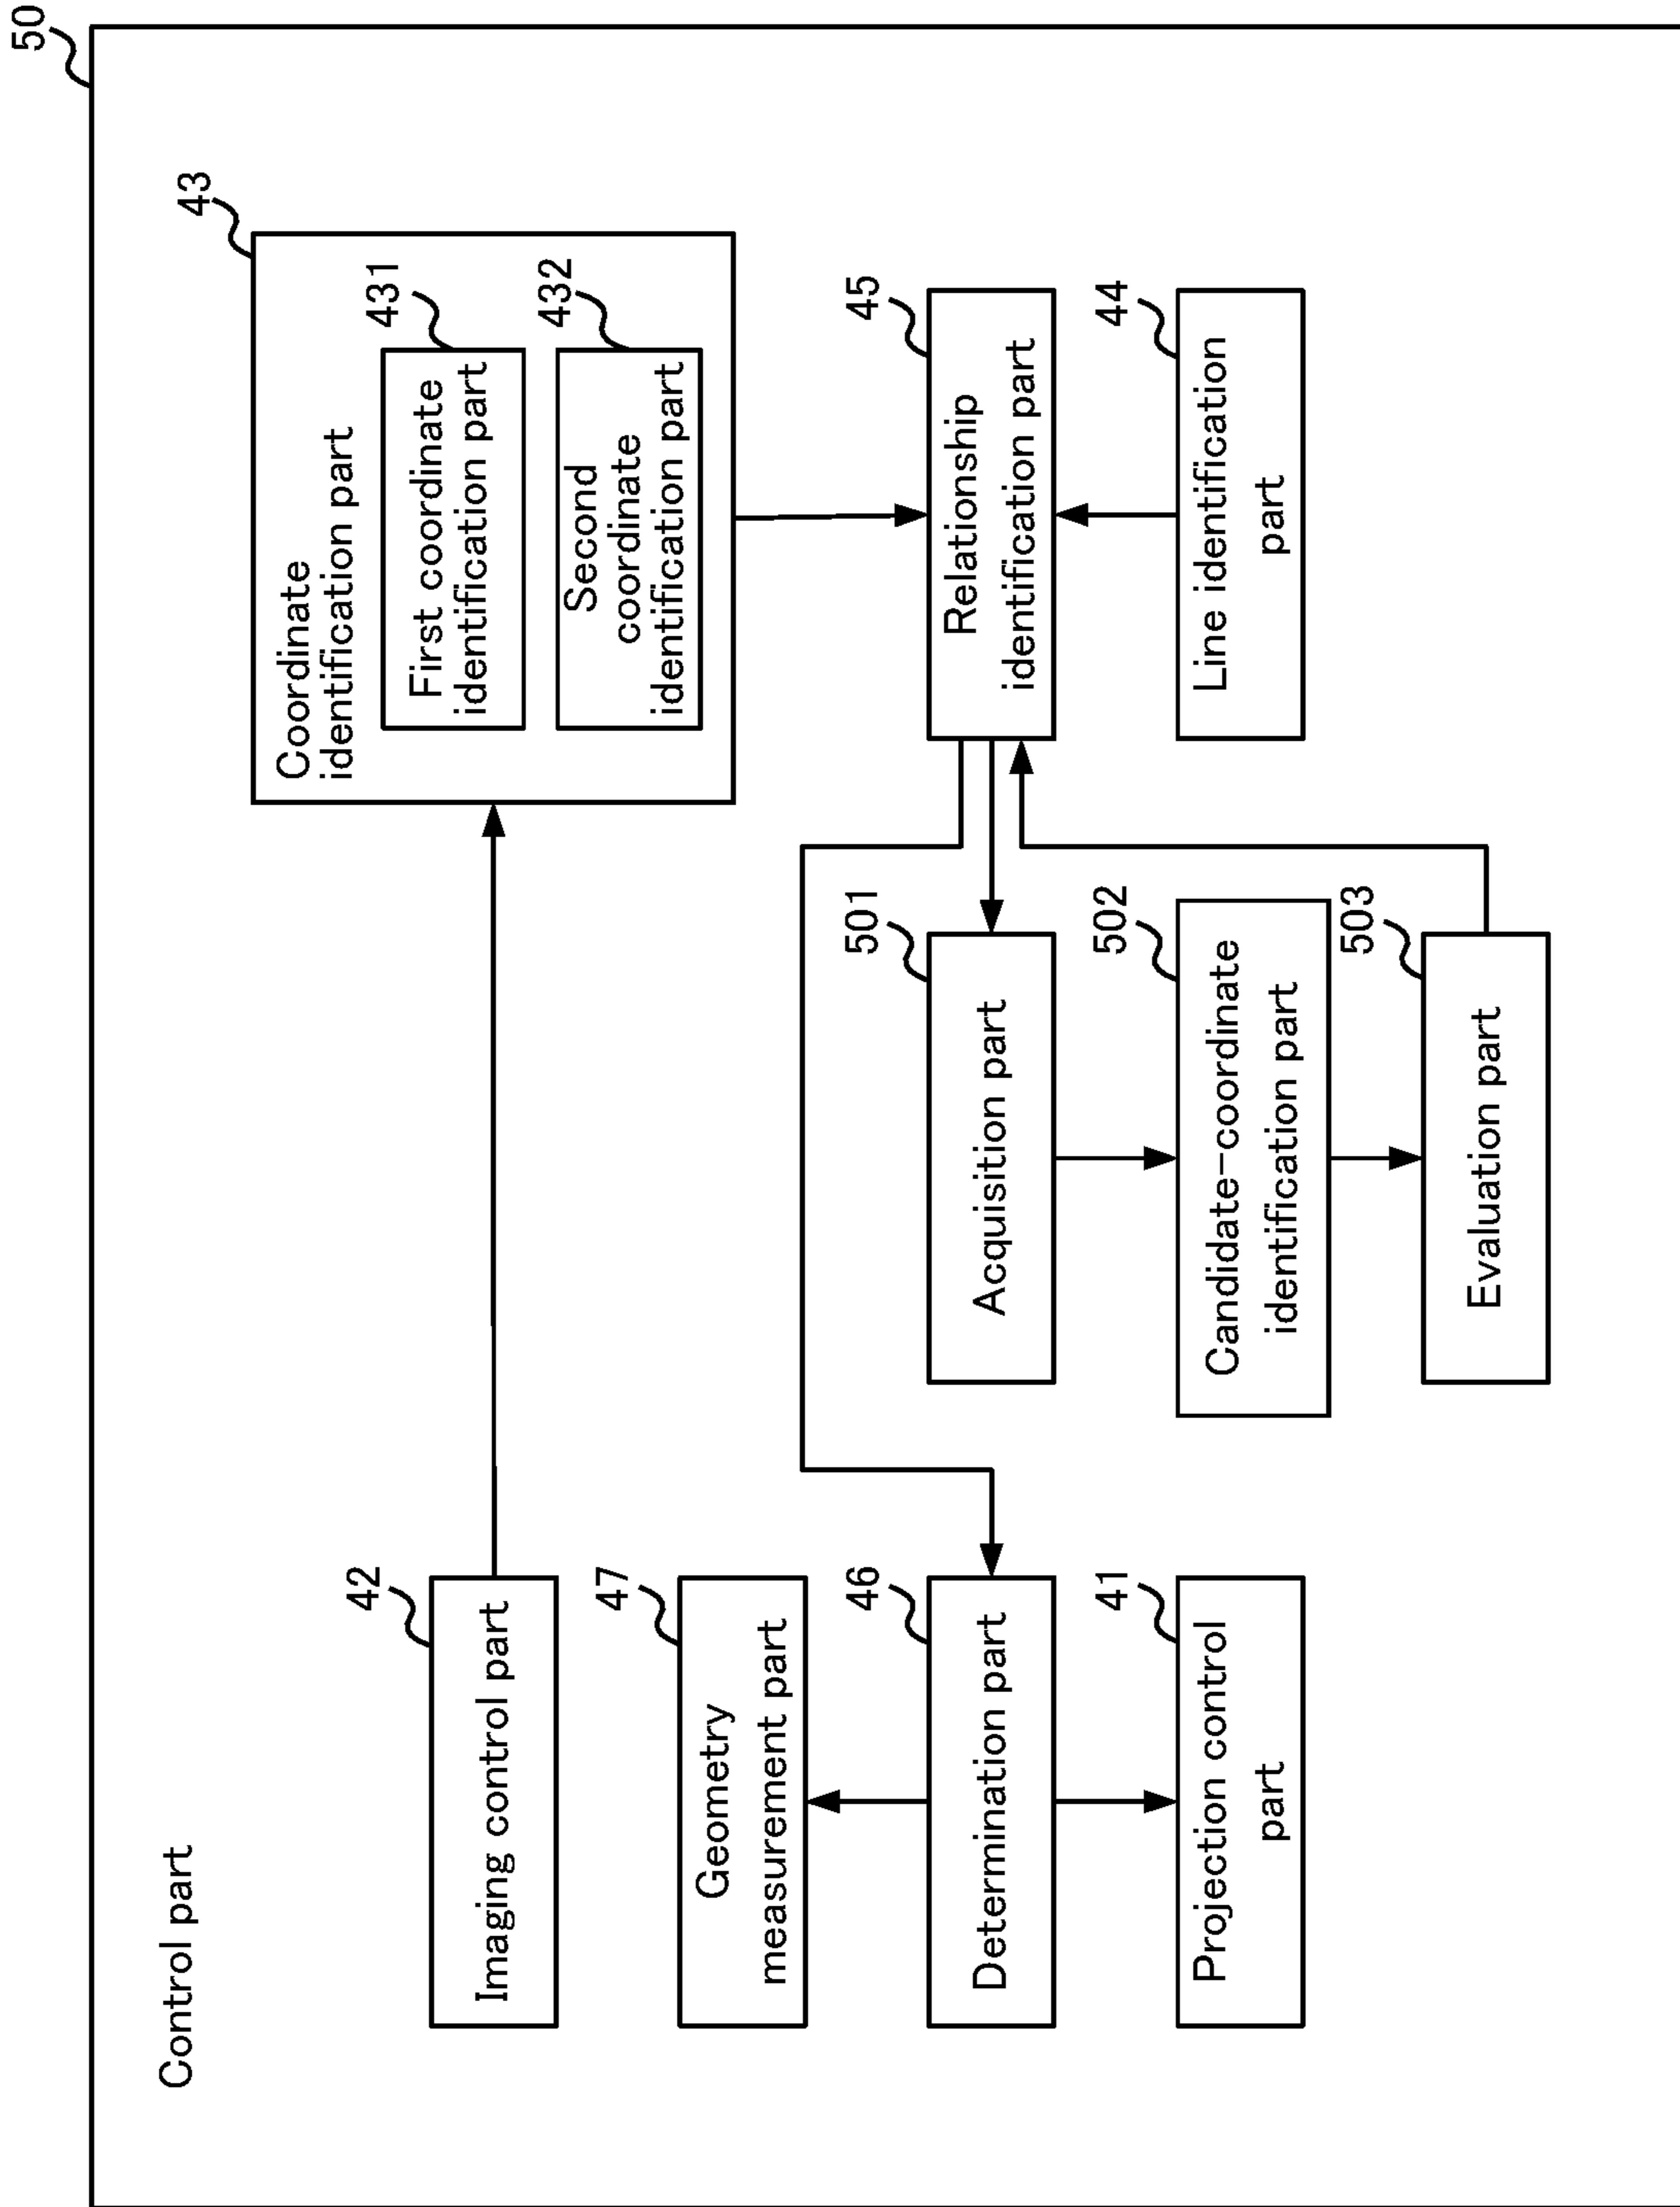 50
Control part
42
Imaging control part
43
Coordinate
identification part
431
First coordinate
identification part
432
Second
coordinate
identification part
47
Geometry
measurement part
46
Determination part
41
Projection control
part
501
Acquisition part
502
Candidate-coordinate
identification part
503
Evaluation part
45
Relationship
identification part
44
Line identification
part